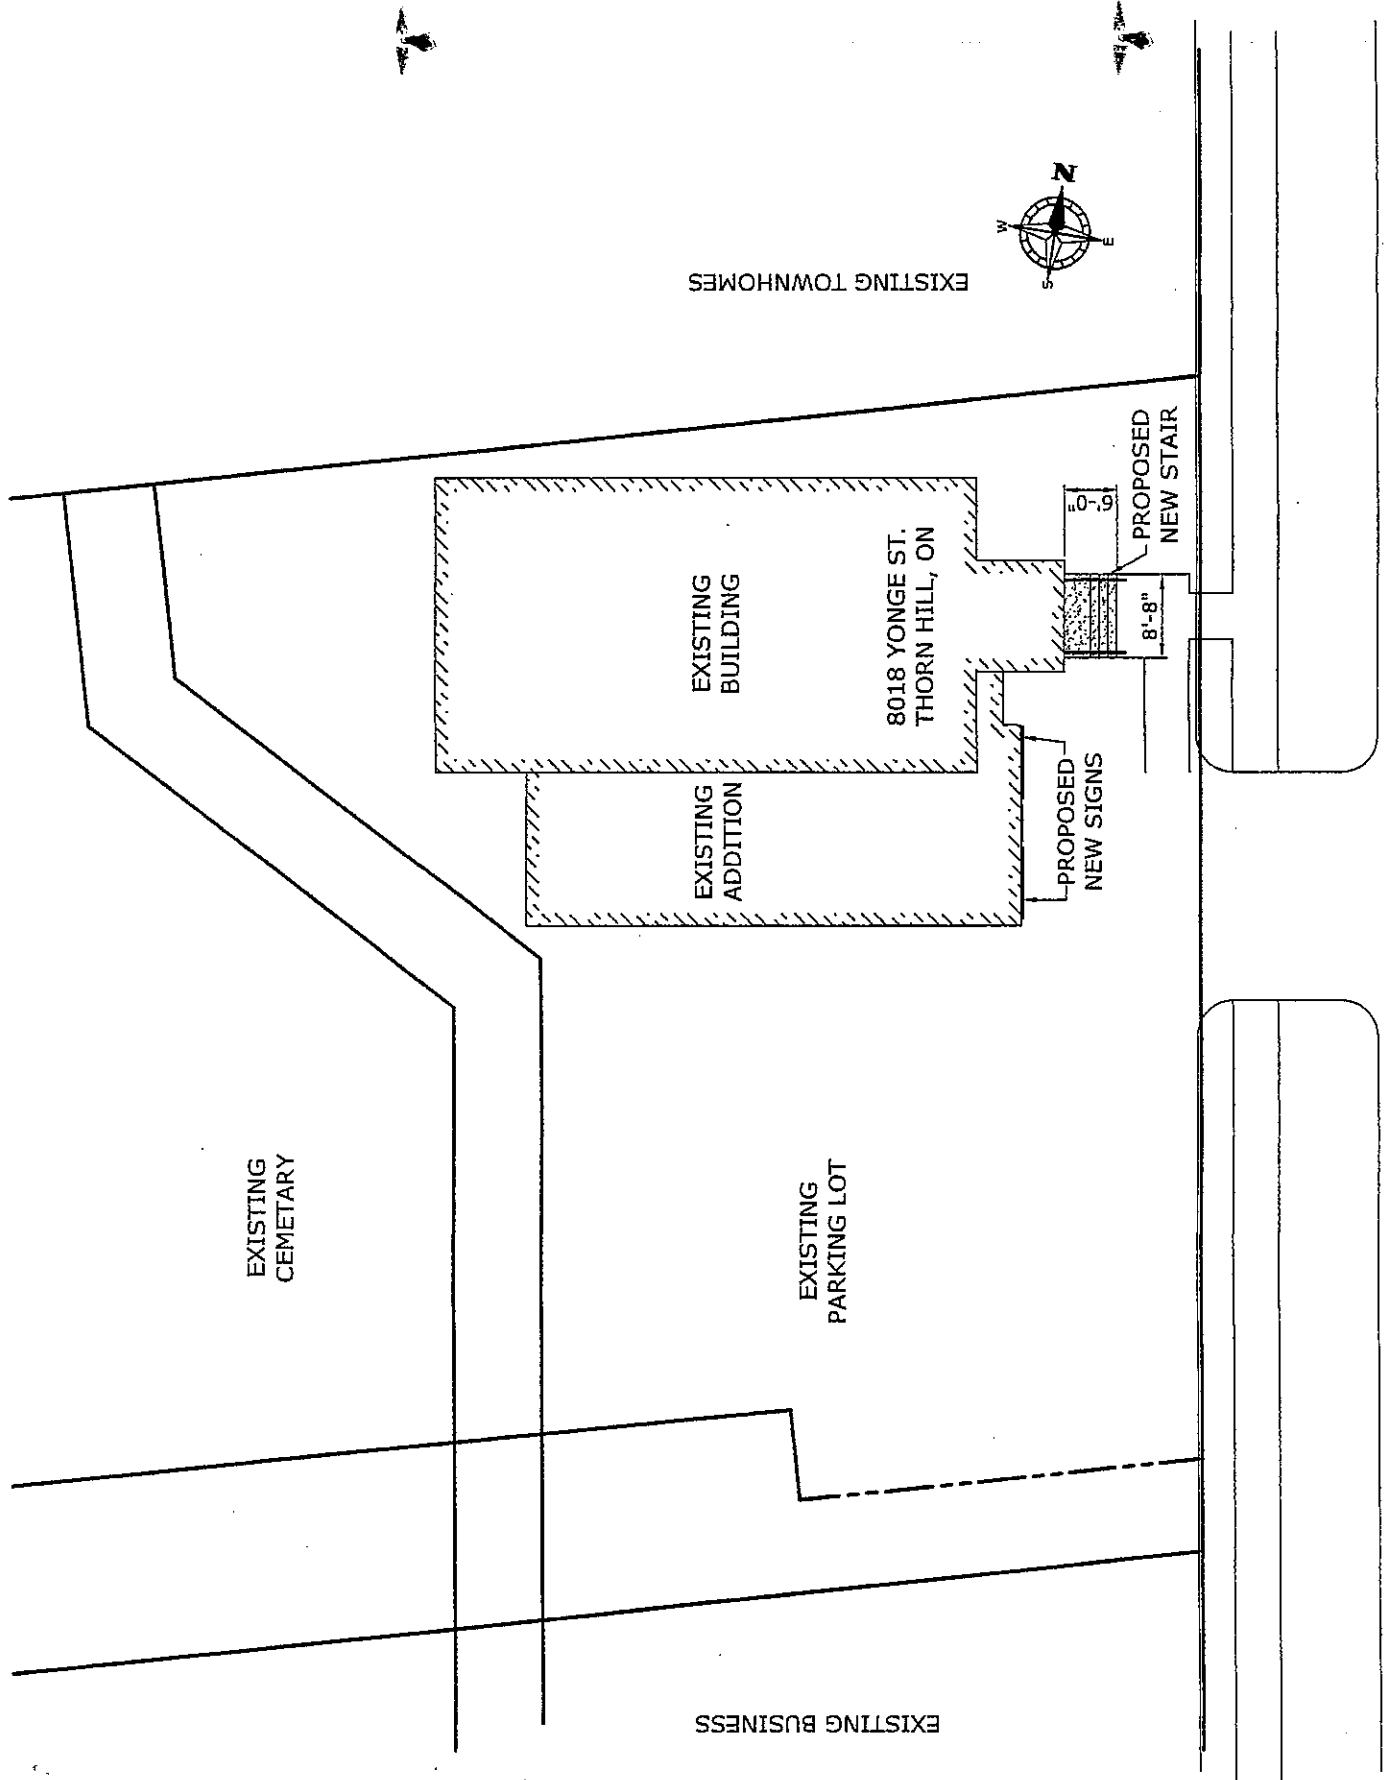 EXISTING
CEMETARY
EXISTING
PARKING LOT
EXISTING BUSINESS
EXISTING
ADDITION
EXISTING
BUILDING
8018 YONGE ST.
THORN HILL, ON
PROPOSED
NEW SIGNS
8'-8"
6'-0"
PROPOSED
NEW STAIR
EXISTING TOWNHOMES
N
W
E
S